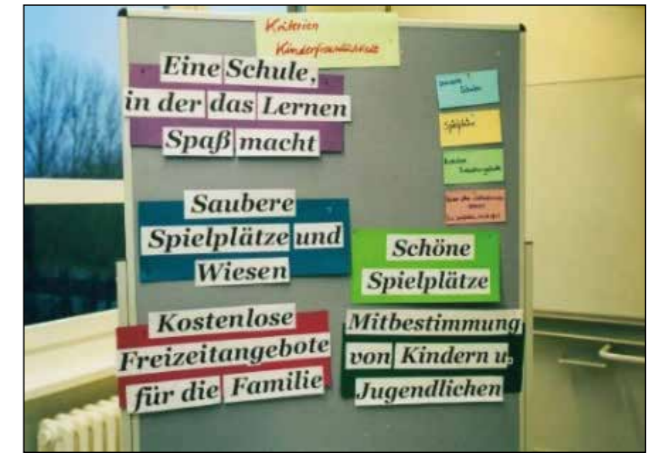 Kriterien
Kinderfreundlichkeit
Eine Schule,
in der das Lernen
Spaß macht
Saubere
Spielplätze und
Wiesen
Schöne
Spielplätze
Kostenlose
Freizeitangebote
für die Familie
Mitbestimmung
von Kindern u.
Jugendlichen
Spielplätze